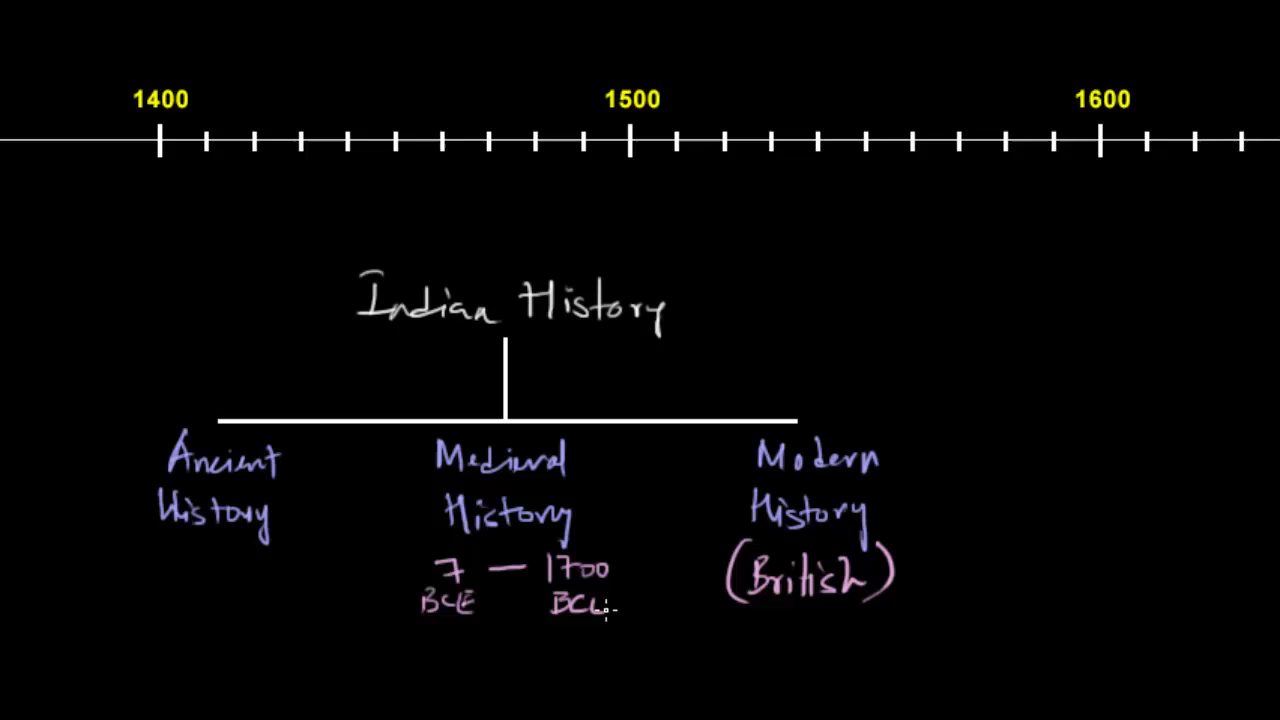 1400 1500 1600
Indian History
Ancient Medieval Modern
History History History
7 — 1700 (British)
BCE BCE